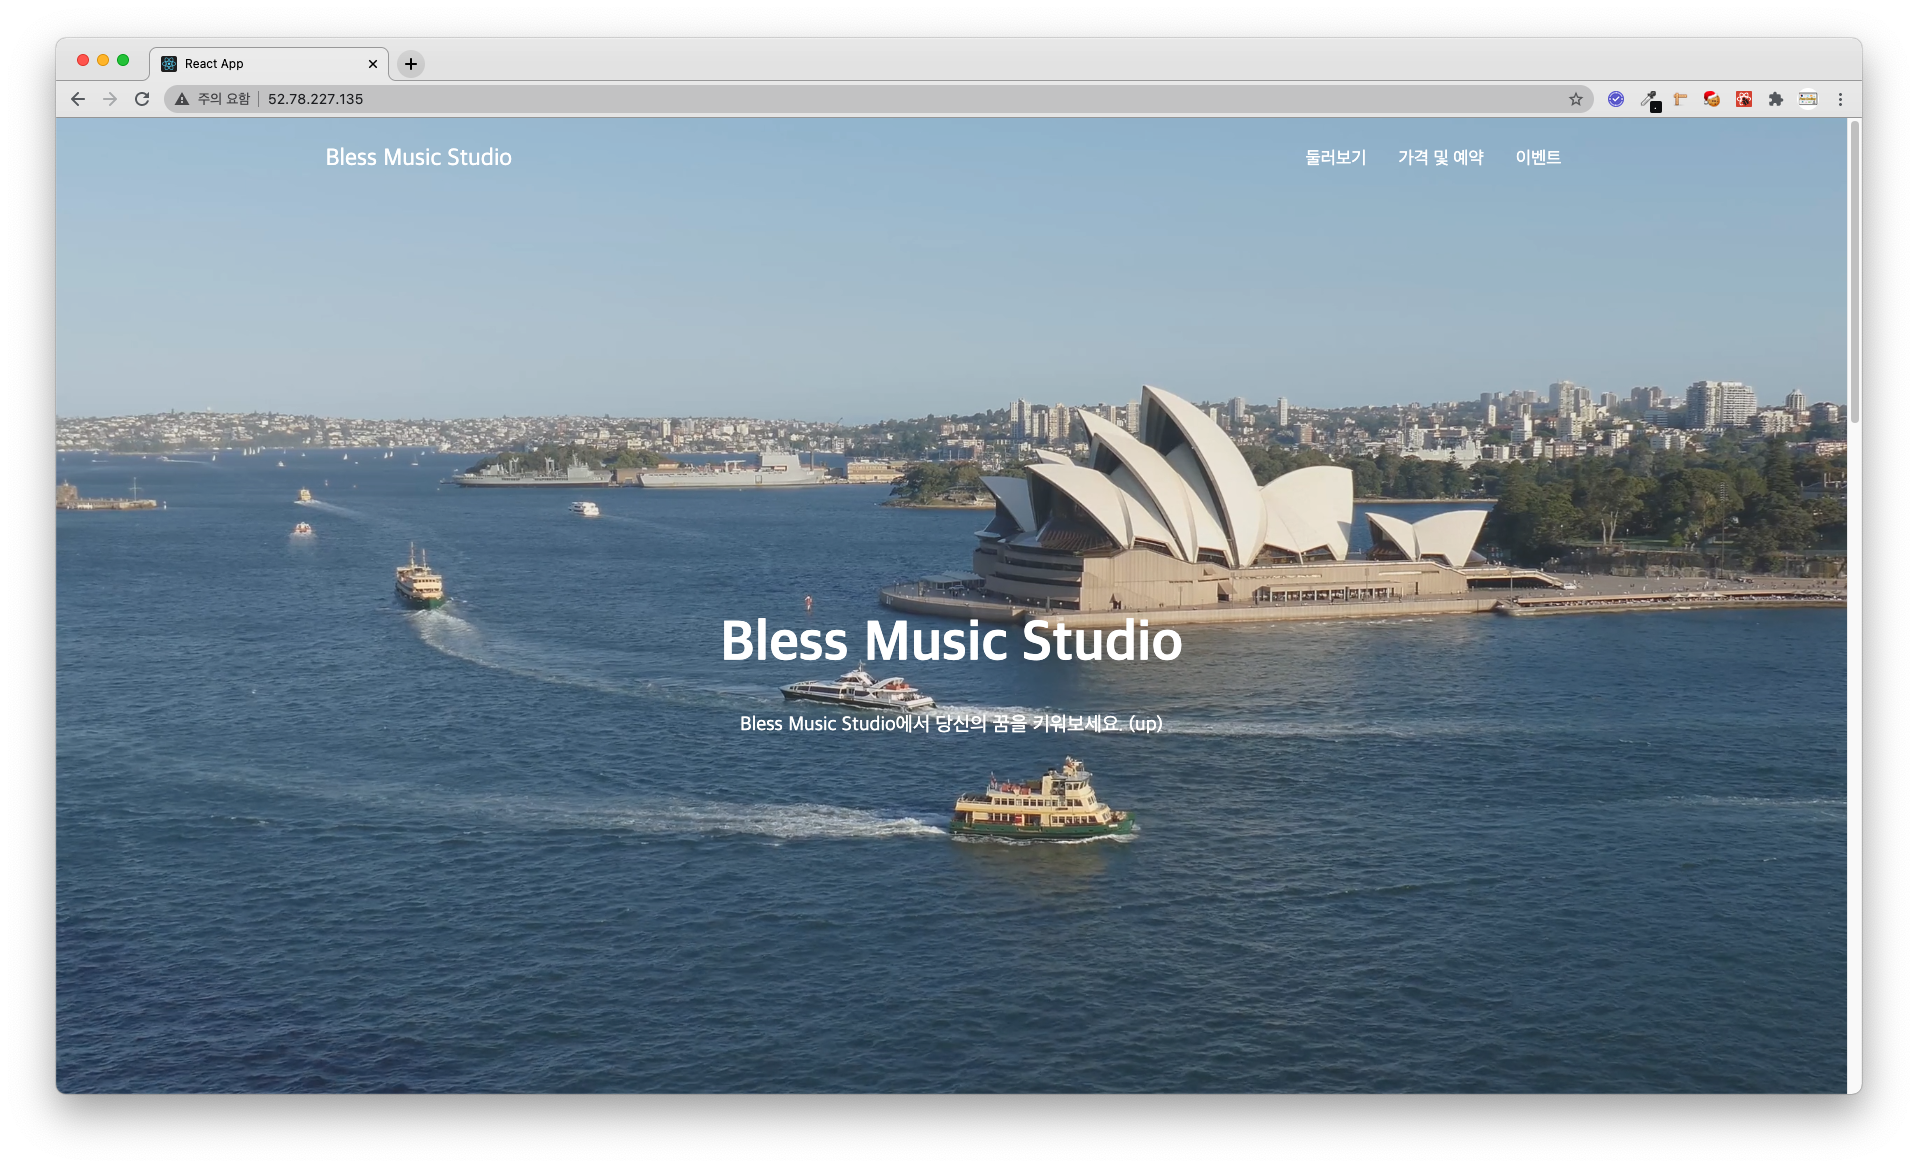 React App
주의 요함 52.78.227.135
Bless Music Studio 둘러보기 가격 및 예약 이벤트
Bless Music Studio
Bless Music Studio에서 당신의 꿈을 키워보세요. (up)